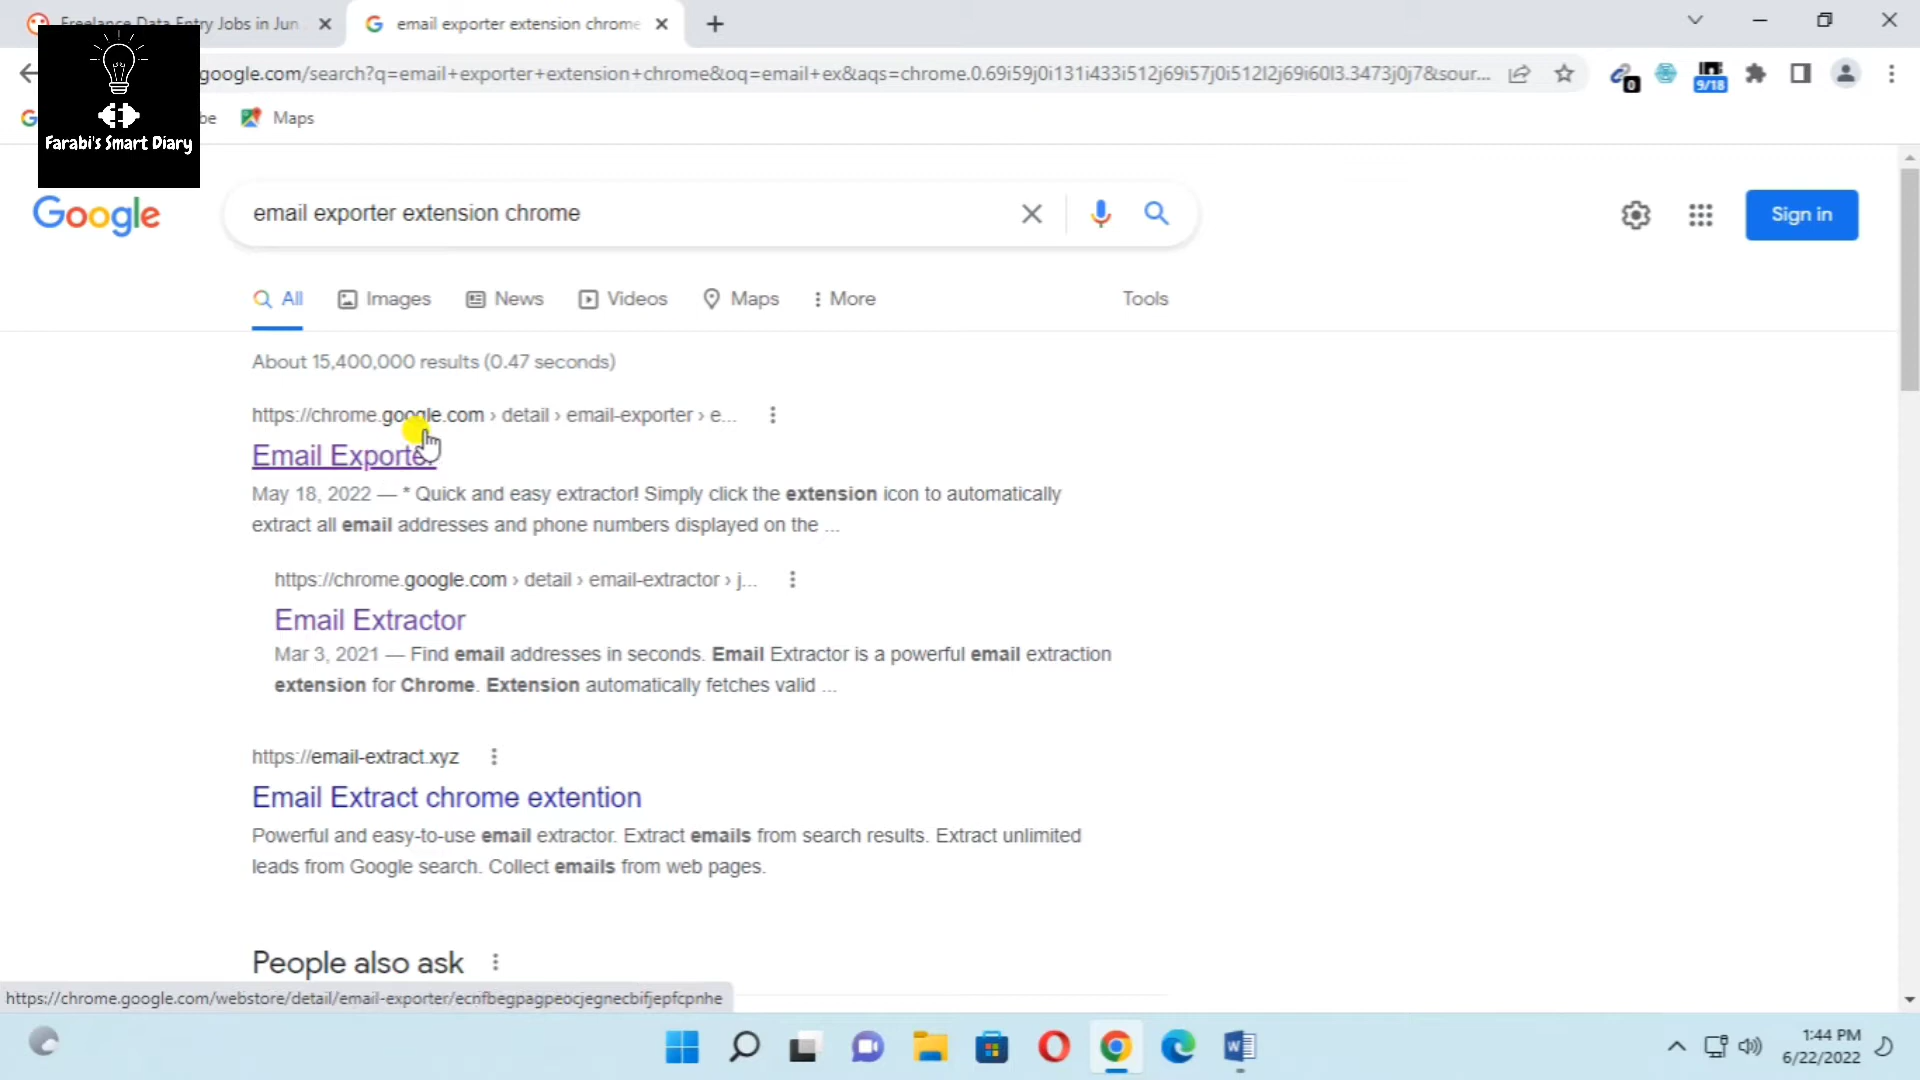 Freelance Data Entry Jobs in Jun
email exporter extension chrome
google.com/search?q=email+exporter+extension+chrome&oq=email+ex&aqs=chrome.0.69i59j0i131i433i512j69i57j0i512l2j69i60l3.3473j0j7&sour...
0
9/18
be
Maps
Farabi's Smart Diary
Google
email exporter extension chrome
Sign in
All
Images
News
Videos
Maps
More
Tools
About 15,400,000 results (0.47 seconds)
https://chrome.google.com › detail › email-exporter › e...
Email Exporter
May 18, 2022 — * Quick and easy extractor! Simply click the extension icon to automatically
extract all email addresses and phone numbers displayed on the ...
https://chrome.google.com › detail › email-extractor › j...
Email Extractor
Mar 3, 2021 — Find email addresses in seconds. Email Extractor is a powerful email extraction
extension for Chrome. Extension automatically fetches valid ...
https://email-extract.xyz
Email Extract chrome extention
Powerful and easy-to-use email extractor. Extract emails from search results. Extract unlimited
leads from Google search. Collect emails from web pages.
People also ask
https://chrome.google.com/webstore/detail/email-exporter/ecnfbegpagpeocjegnecbifjepfcpnhe
1:44 PM
6/22/2022